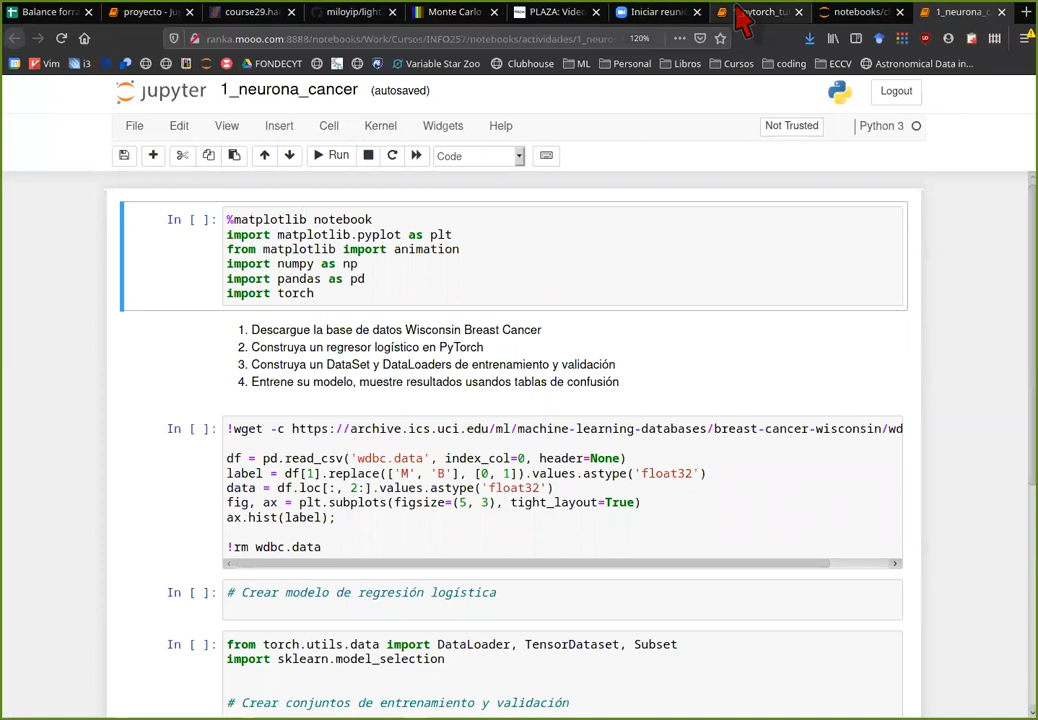 Balance forra
proyecto - Ju
course29.ha
miloyip/light
Monte Carlo
PLAZA: Video
Iniciar reuni
pytorch_tu
notebooks/cl
1_neurona_c
ranka.mooo.com:8888/notebooks/Work/Cursos/INFO257/notebooks/actividades/1_neuro
120%
Vim
i3
FONDECYT
Variable Star Zoo
Clubhouse
ML
Personal
Libros
Cursos
coding
ECCV
Astronomical Data in...
jupyter 1_neurona_cancer (autosaved)
Logout
File Edit View Insert Cell Kernel Widgets Help
Not Trusted
Python 3
Run
Code
In [ ]:
%matplotlib notebook
import matplotlib.pyplot as plt
from matplotlib import animation
import numpy as np
import pandas as pd
import torch
1. Descargue la base de datos Wisconsin Breast Cancer
2. Construya un regresor logístico en PyTorch
3. Construya un DataSet y DataLoaders de entrenamiento y validación
4. Entrene su modelo, muestre resultados usandos tablas de confusión
In [ ]:
!wget -c https://archive.ics.uci.edu/ml/machine-learning-databases/breast-cancer-wisconsin/wd
df = pd.read_csv('wdbc.data', index_col=0, header=None)
label = df[1].replace(['M', 'B'], [0, 1]).values.astype('float32')
data = df.loc[:, 2:].values.astype('float32')
fig, ax = plt.subplots(figsize=(5, 3), tight_layout=True)
ax.hist(label);
!rm wdbc.data
In [ ]:
# Crear modelo de regresión logística
In [ ]:
from torch.utils.data import DataLoader, TensorDataset, Subset
import sklearn.model_selection
# Crear conjuntos de entrenamiento y validación